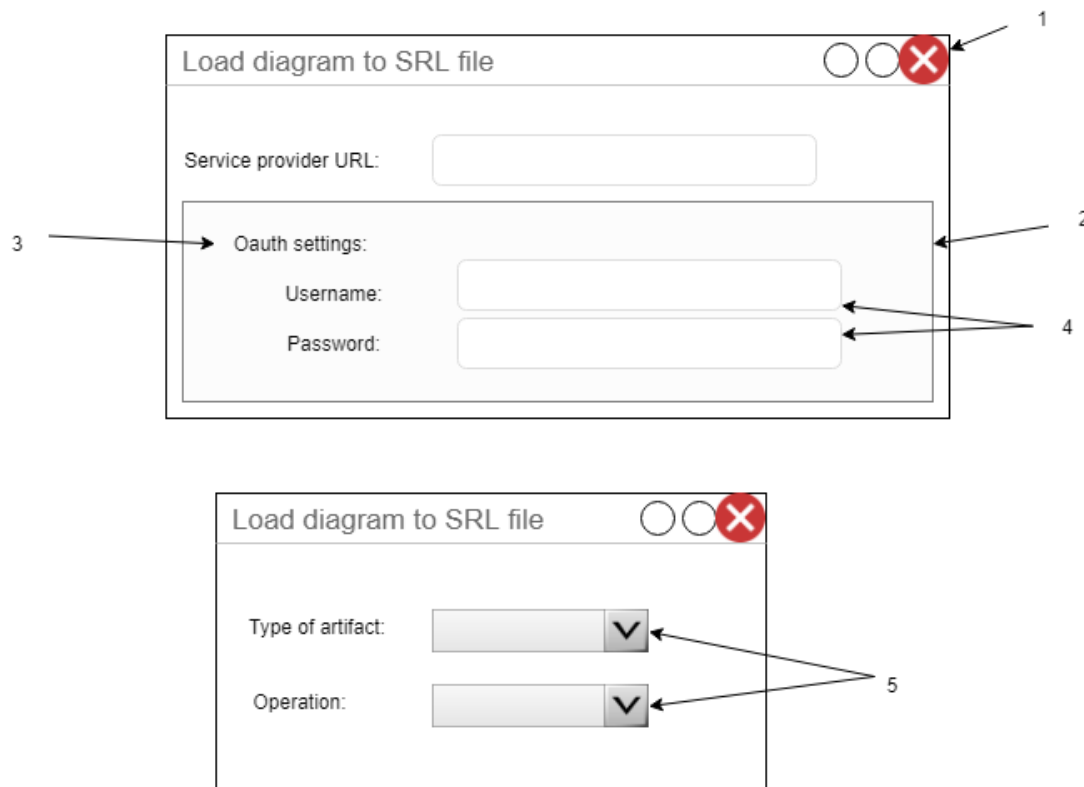 1
Load diagram to SRL file
Service provider URL:
2
3
Oauth settings:
Username:
4
Password:
Load diagram to SRL file
Type of artifact:
5
Operation: